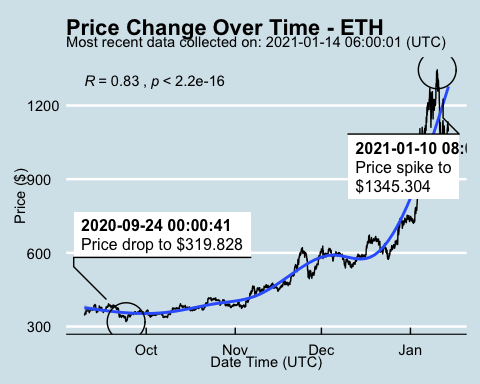 Price Change Over Time - ETH
Most recent data collected on: 2021-01-14 06:00:01 (UTC)
R = 0.83 , p < 2.2e-16
1200
900
600
300
Price ($)
2021-01-10 08:0
Price spike to
$1345.304
2020-09-24 00:00:41
Price drop to $319.828
Oct
Nov
Dec
Jan
Date Time (UTC)